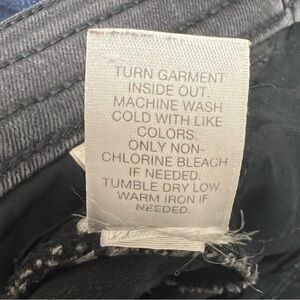 TURN GARMENT
INSIDE OUT.
MACHINE WASH
COLD WITH LIKE
COLORS.
ONLY NON-
CHLORINE BLEACH
IF NEEDED.
TUMBLE DRY LOW.
WARM IRON IF
NEEDED.